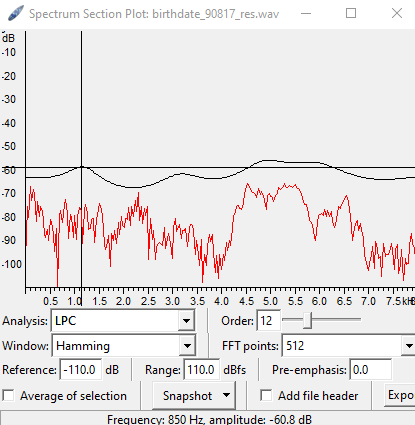 Spectrum Section Plot: birthdate_90817_res.wav
dB
-10
-20
-30
-40
-50
-60
-70
-80
-90
-100
0.5 1.0 1.5 2.0 2.5 3.0 3.5 4.0 4.5 5.0 5.5 6.0 6.5 7.0 7.5 kHz
Analysis: LPC Order: 12
Window: Hamming FFT points: 512
Reference: -110.0 dB Range: 110.0 dBfs Pre-emphasis: 0.0
Average of selection Snapshot Add file header Expo
Frequency: 850 Hz, amplitude: -60.8 dB